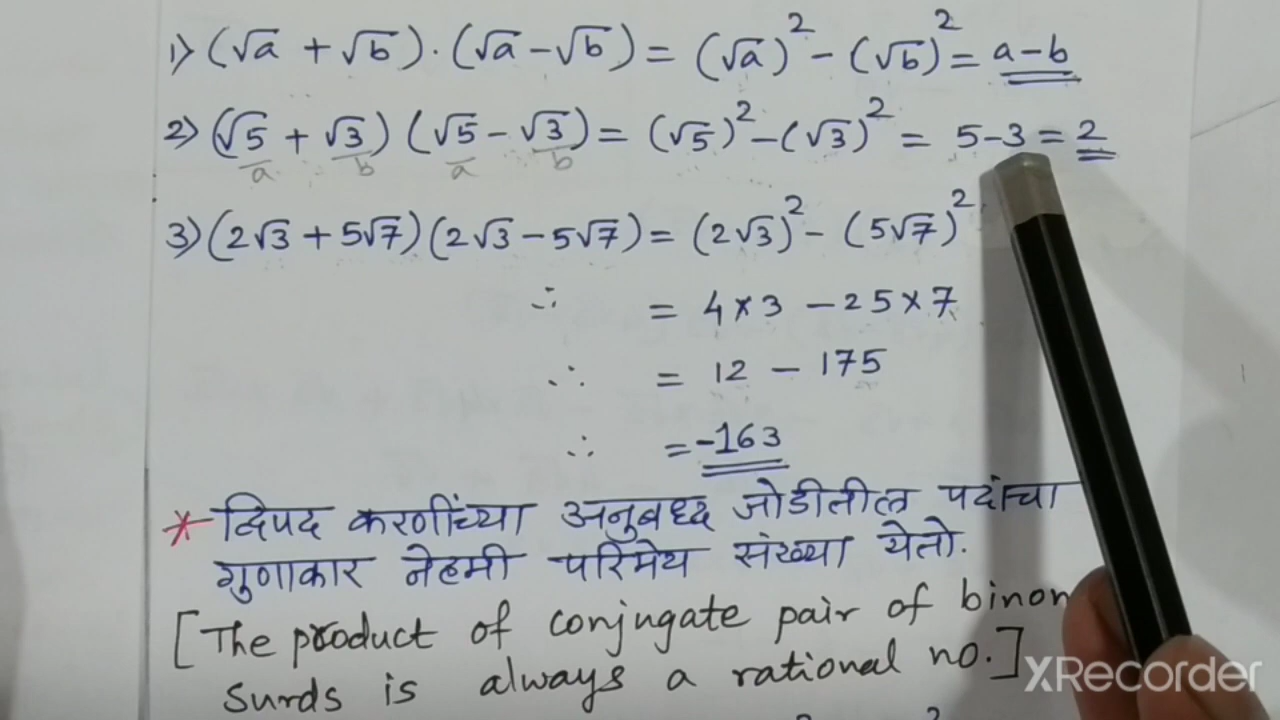 1) (√a + √b) · (√a - √b) = (√a)² - (√b)² = a - b
2) (√5 + √3) (√5 - √3) = (√5)² - (√3)² = 5 - 3 = 2
a b a b
3) (2√3 + 5√7) (2√3 - 5√7) = (2√3)² - (5√7)²
∴ = 4 × 3 - 25 × 7
∴ = 12 - 175
∴ = -163
* द्विपद करणींच्या अनुबध्द जोडीतील पदांचा
गुणाकार नेहमी परिमेय संख्या येतो.
[The product of conjugate pair of binom
surds is always a rational no.]
XRecorder